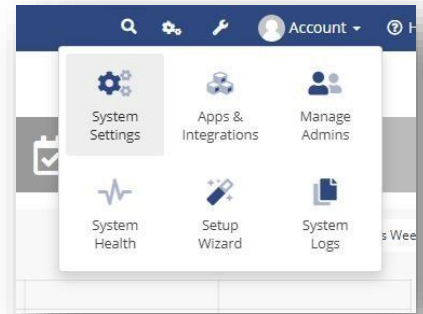 Account
H
System Settings
Apps & Integrations
Manage Admins
System Health
Setup Wizard
System Logs
s Wee